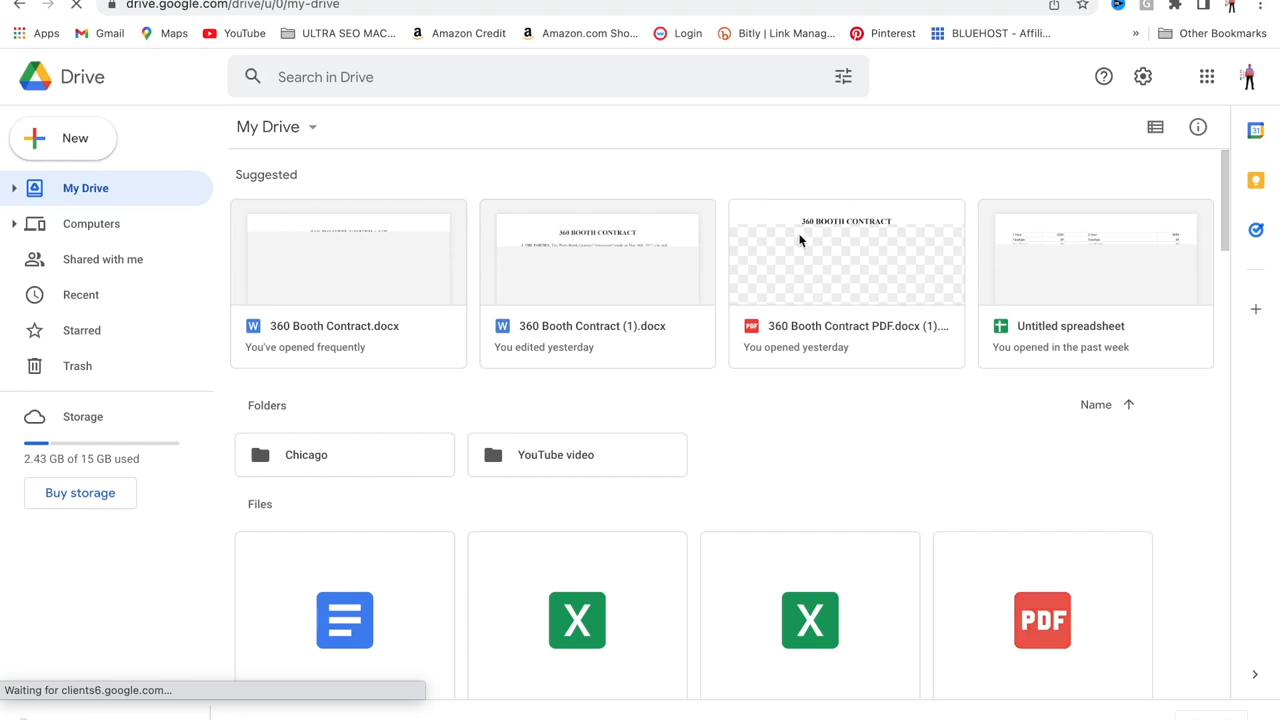 drive.google.com/drive/u/0/my-drive
Apps Gmail Maps YouTube ULTRA SEO MAC... Amazon Credit Amazon.com Sho... Login Bitly | Link Manag... Pinterest BLUEHOST - Affili... » Other Bookmarks
Drive
Search in Drive
New
My Drive
Computers
Shared with me
Recent
Starred
Trash
Storage
2.43 GB of 15 GB used
Buy storage
My Drive
Suggested
360 BOOTH CONTRACT
360 BOOTH CONTRACT
360 Booth Contract.docx
You've opened frequently
360 Booth Contract (1).docx
You edited yesterday
360 Booth Contract PDF.docx (1)....
You opened yesterday
Untitled spreadsheet
You opened in the past week
Folders
Name
Chicago
YouTube video
Files
X
X
PDF
31
Waiting for clients6.google.com...